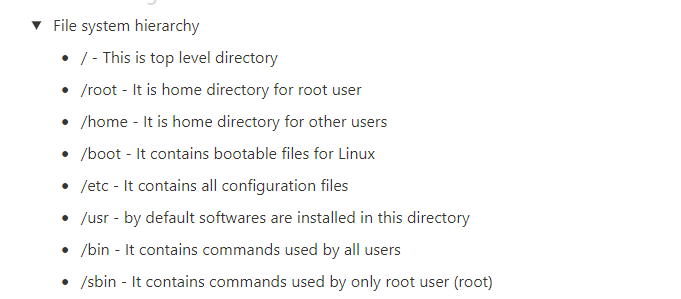 File system hierarchy
/ - This is top level directory
/root - It is home directory for root user
/home - It is home directory for other users
/boot - It contains bootable files for Linux
/etc - It contains all configuration files
/usr - by default softwares are installed in this directory
/bin - It contains commands used by all users
/sbin - It contains commands used by only root user (root)